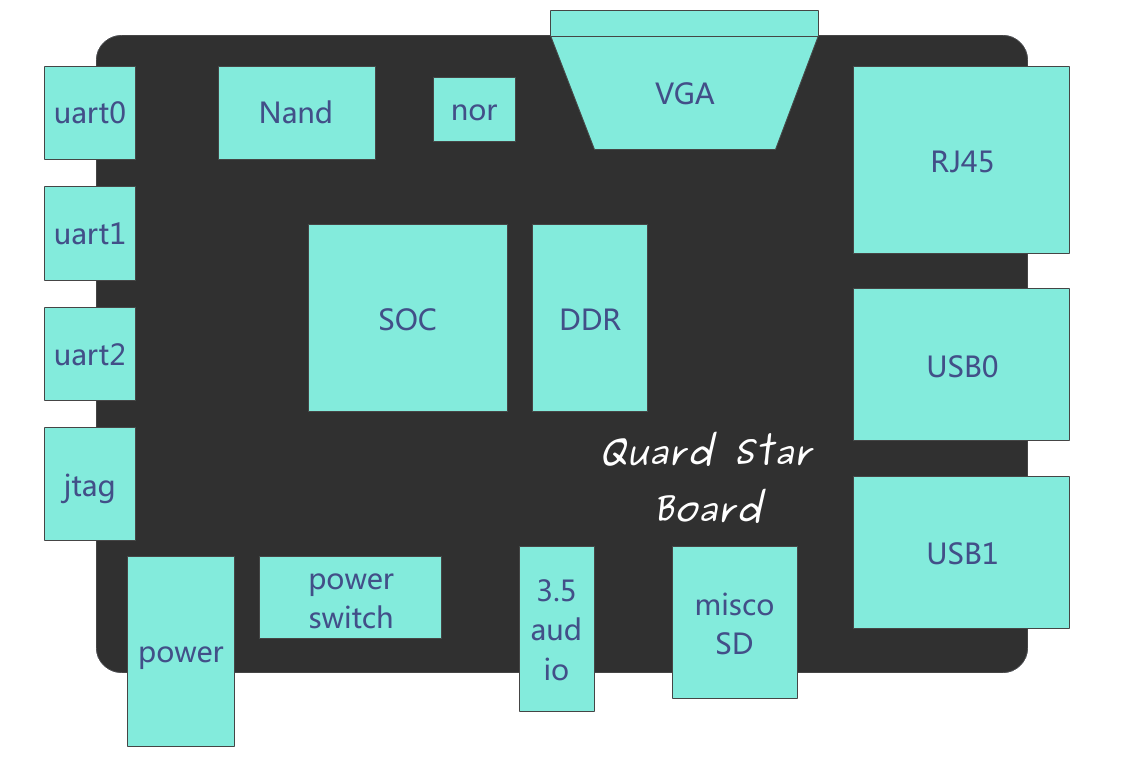 uart0
Nand
nor
VGA
RJ45
uart1
SOC
DDR
uart2
USB0
jtag
Quard Star
Board
USB1
power
switch
3.5
aud
io
misco
SD
power